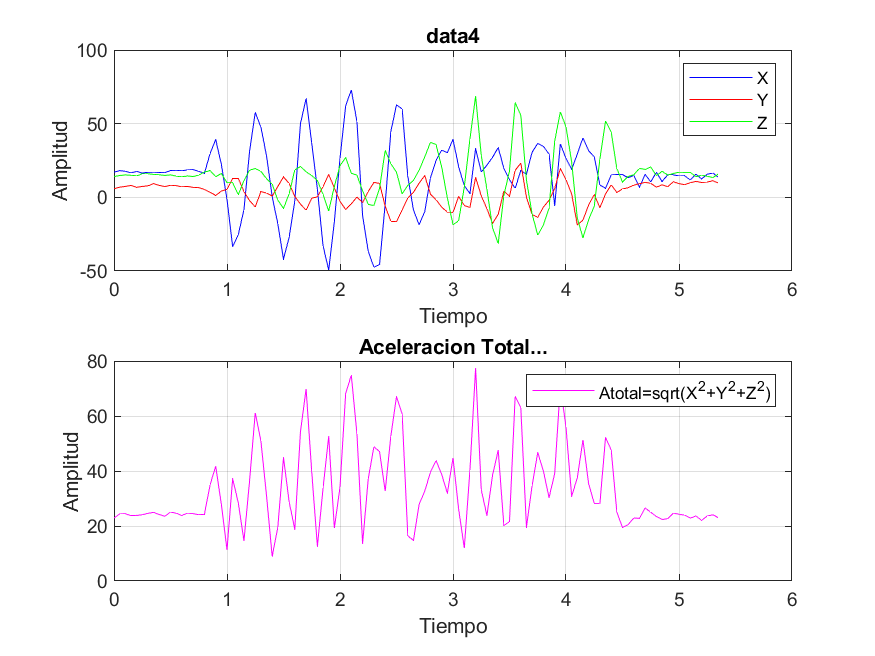 data4
100
50
0
-50
Amplitud
X
Y
Z
0 1 2 3 4 5 6
Tiempo
Aceleracion Total...
80
60
40
20
0
Amplitud
Atotal=sqrt(X²+Y²+Z²)
0 1 2 3 4 5 6
Tiempo